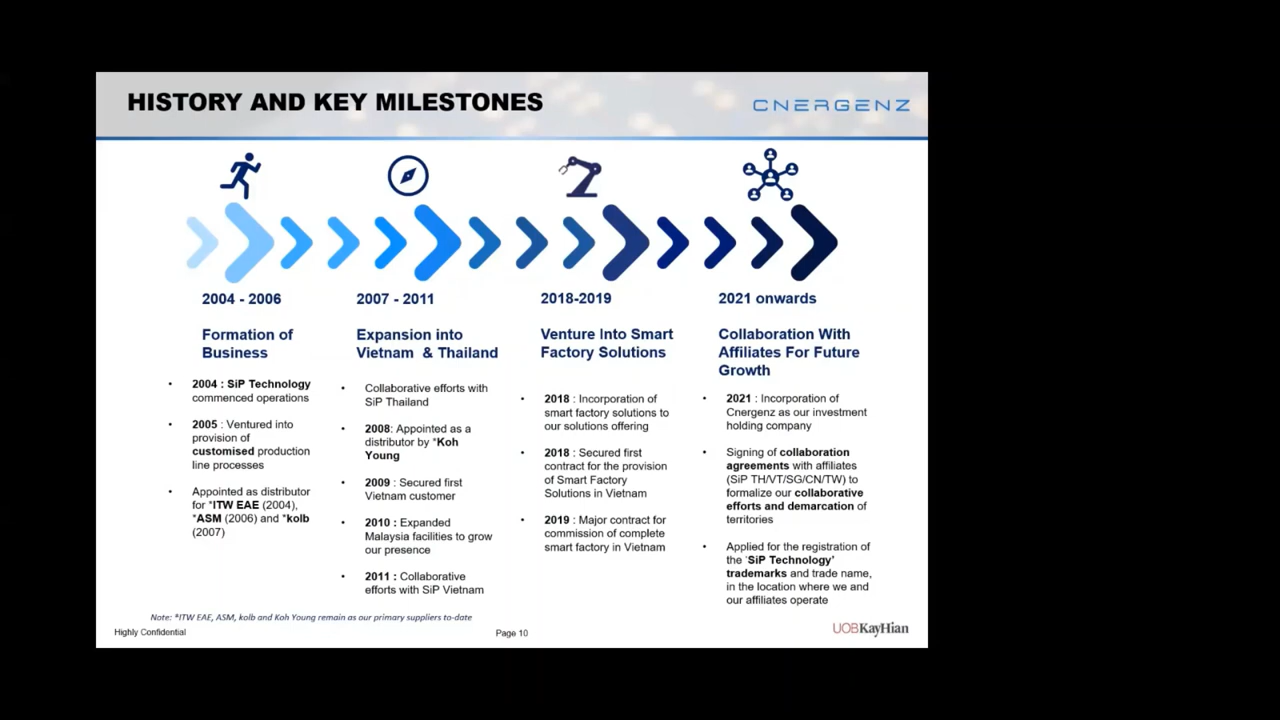 HISTORY AND KEY MILESTONES
CNERGENZ
2004 - 2006
Formation of
Business
• 2004 : SiP Technology
commenced operations
• 2005 : Ventured into
provision of
customised production
line processes
• Appointed as distributor
for *ITW EAE (2004),
*ASM (2006) and *kolb
(2007)
2007 - 2011
Expansion into
Vietnam & Thailand
• Collaborative efforts with
SiP Thailand
• 2008: Appointed as a
distributor by *Koh
Young
• 2009 : Secured first
Vietnam customer
• 2010 : Expanded
Malaysia facilities to grow
our presence
• 2011 : Collaborative
efforts with SiP Vietnam
2018-2019
Venture Into Smart
Factory Solutions
• 2018 : Incorporation of
smart factory solutions to
our solutions offering
• 2018 : Secured first
contract for the provision
of Smart Factory
Solutions in Vietnam
• 2019 : Major contract for
commission of complete
smart factory in Vietnam
2021 onwards
Collaboration With
Affiliates For Future
Growth
• 2021 : Incorporation of
Cnergenz as our investment
holding company
• Signing of collaboration
agreements with affiliates
(SiP TH/VT/SG/CN/TW) to
formalize our collaborative
efforts and demarcation of
territories
• Applied for the registration of
the 'SiP Technology'
trademarks and trade name,
in the location where we and
our affiliates operate
Note: *ITW EAE, ASM, kolb and Koh Young remain as our primary suppliers to-date
Highly Confidential
Page 10
UOBKayHian